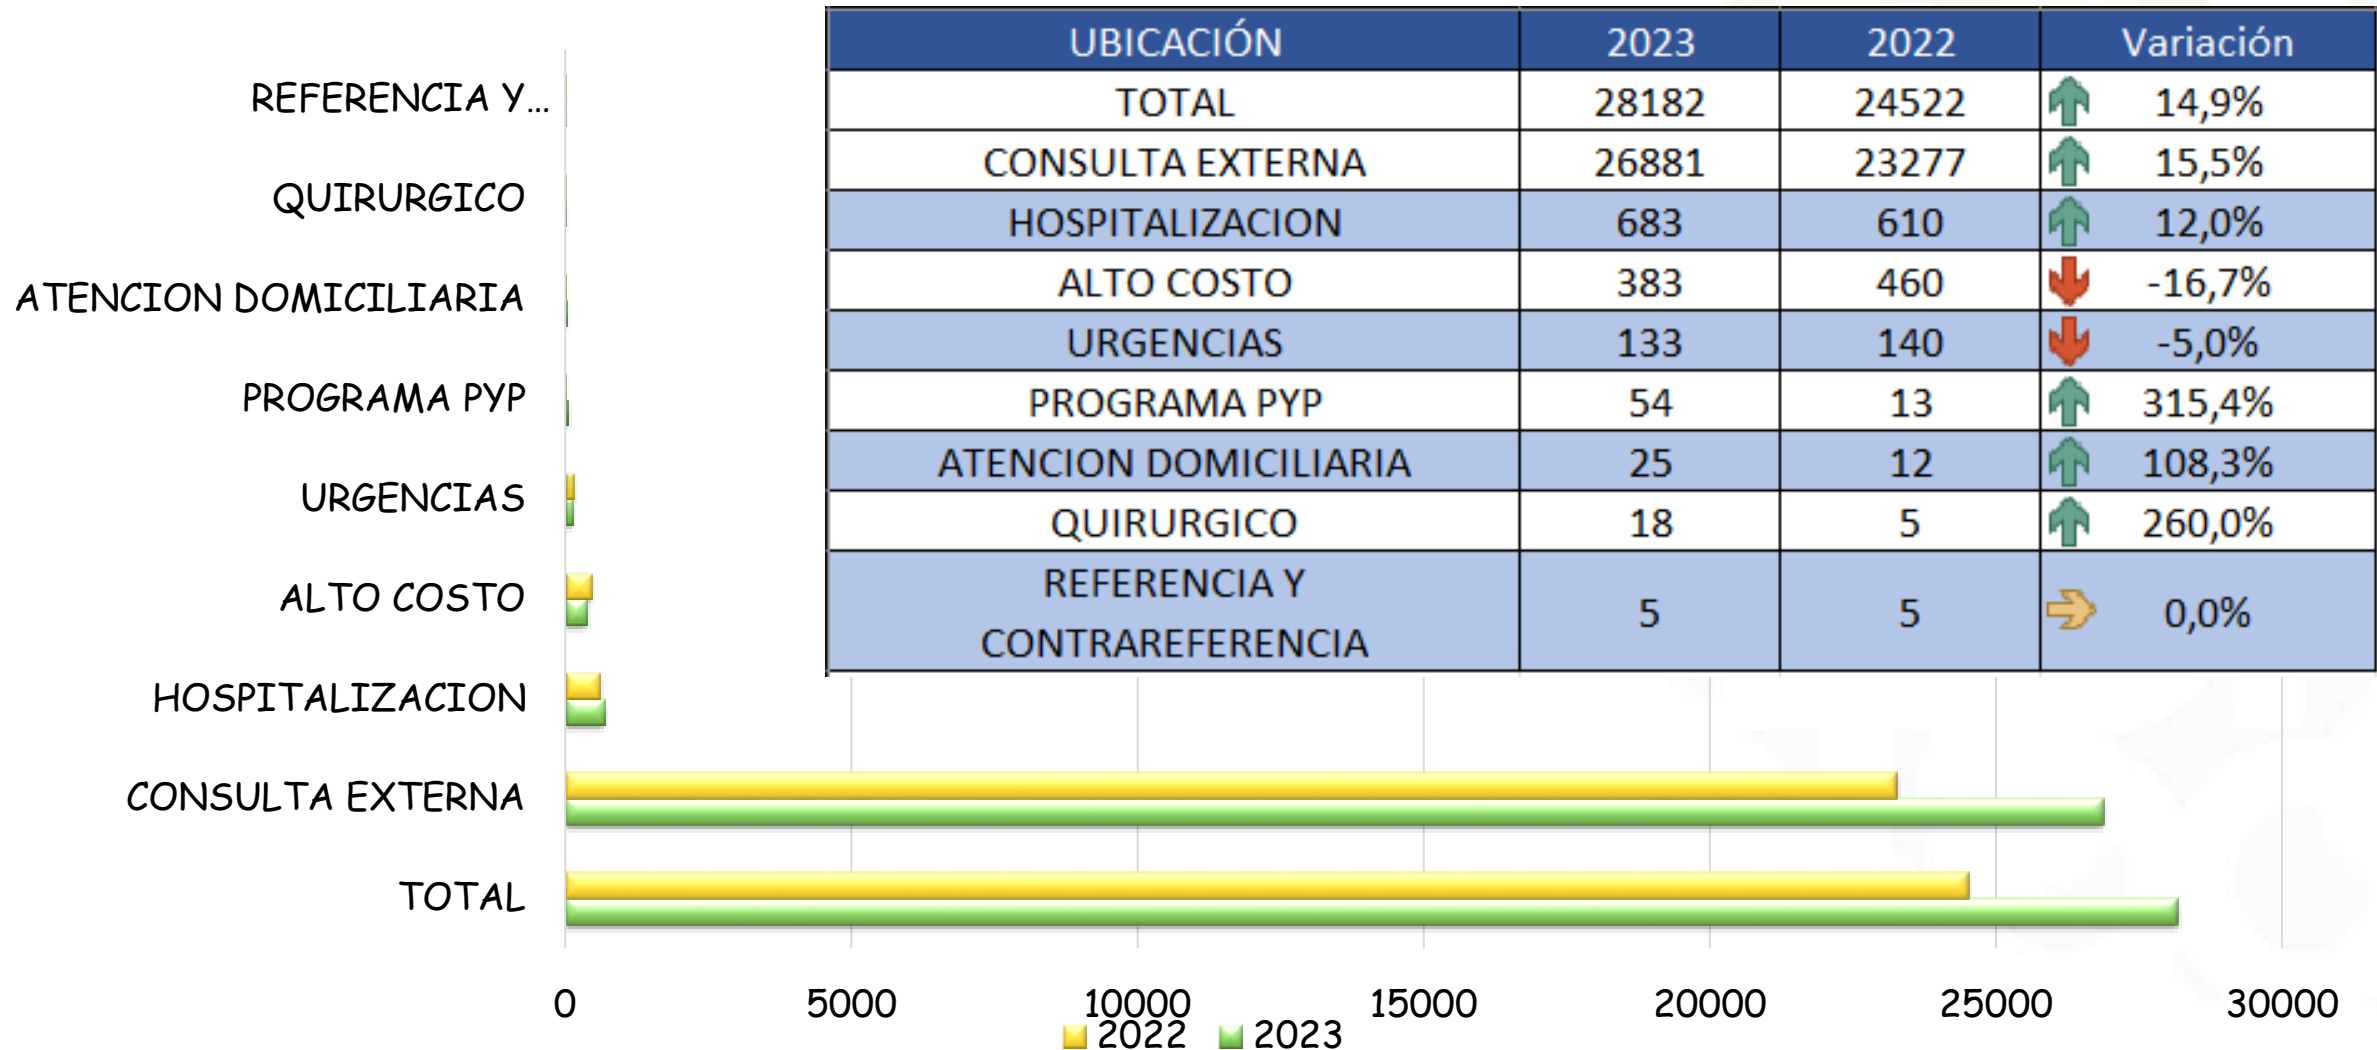 UBICACIÓN 2023 2022 Variación
TOTAL 28182 24522 14,9%
CONSULTA EXTERNA 26881 23277 15,5%
HOSPITALIZACION 683 610 12,0%
ALTO COSTO 383 460 -16,7%
URGENCIAS 133 140 -5,0%
PROGRAMA PYP 54 13 315,4%
ATENCION DOMICILIARIA 25 12 108,3%
QUIRURGICO 18 5 260,0%
REFERENCIA Y
CONTRAREFERENCIA 5 5 0,0%
REFERENCIA Y...
QUIRURGICO
ATENCION DOMICILIARIA
PROGRAMA PYP
URGENCIAS
ALTO COSTO
HOSPITALIZACION
CONSULTA EXTERNA
TOTAL
0 5000 10000 15000 20000 25000 30000
2022 2023